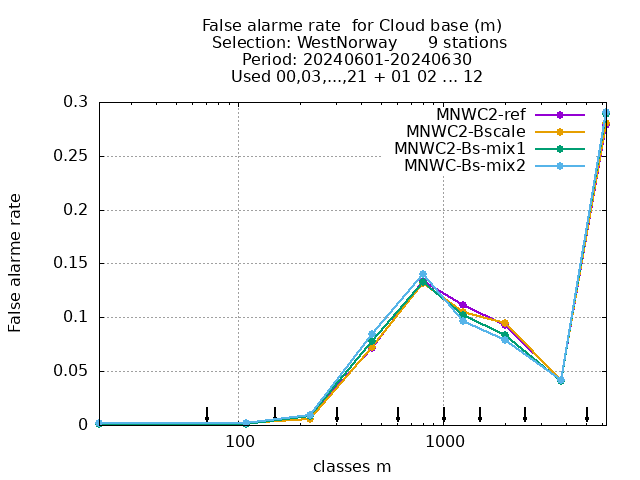 False alarme rate  for Cloud base (m)
Selection: WestNorway      9 stations
Period: 20240601-20240630
Used 00,03,...,21 + 01 02 ... 12
MNWC2-ref
MNWC2-Bscale
MNWC2-Bs-mix1
MNWC-Bs-mix2
0.3
0.25
0.2
0.15
0.1
0.05
0
False alarme rate
100
1000
classes m